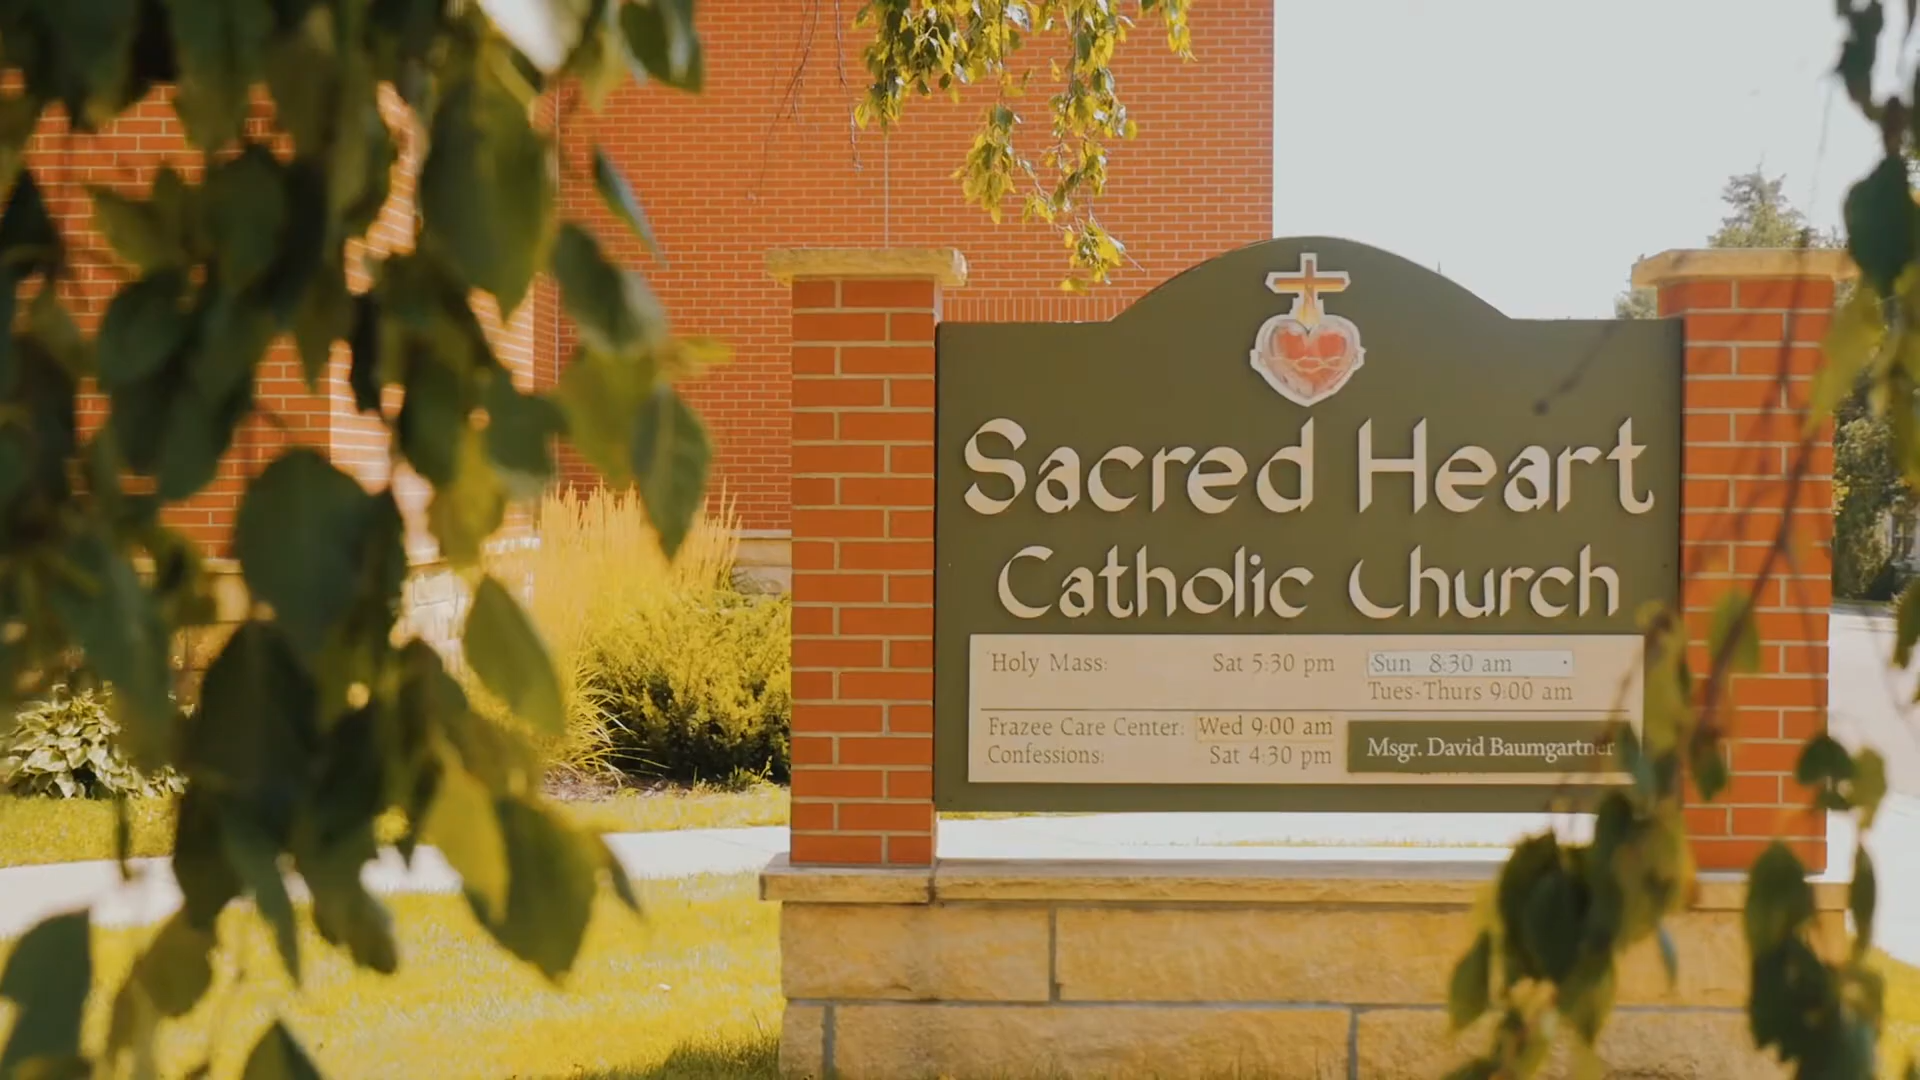 Sacred Heart
Catholic Church
Holy Mass: Sat 5:30 pm Sun 8:30 am
Tues-Thurs 9:00 am
Frazee Care Center: Wed 9:00 am
Confessions: Sat 4:30 pm
Msgr. David Baumgartner